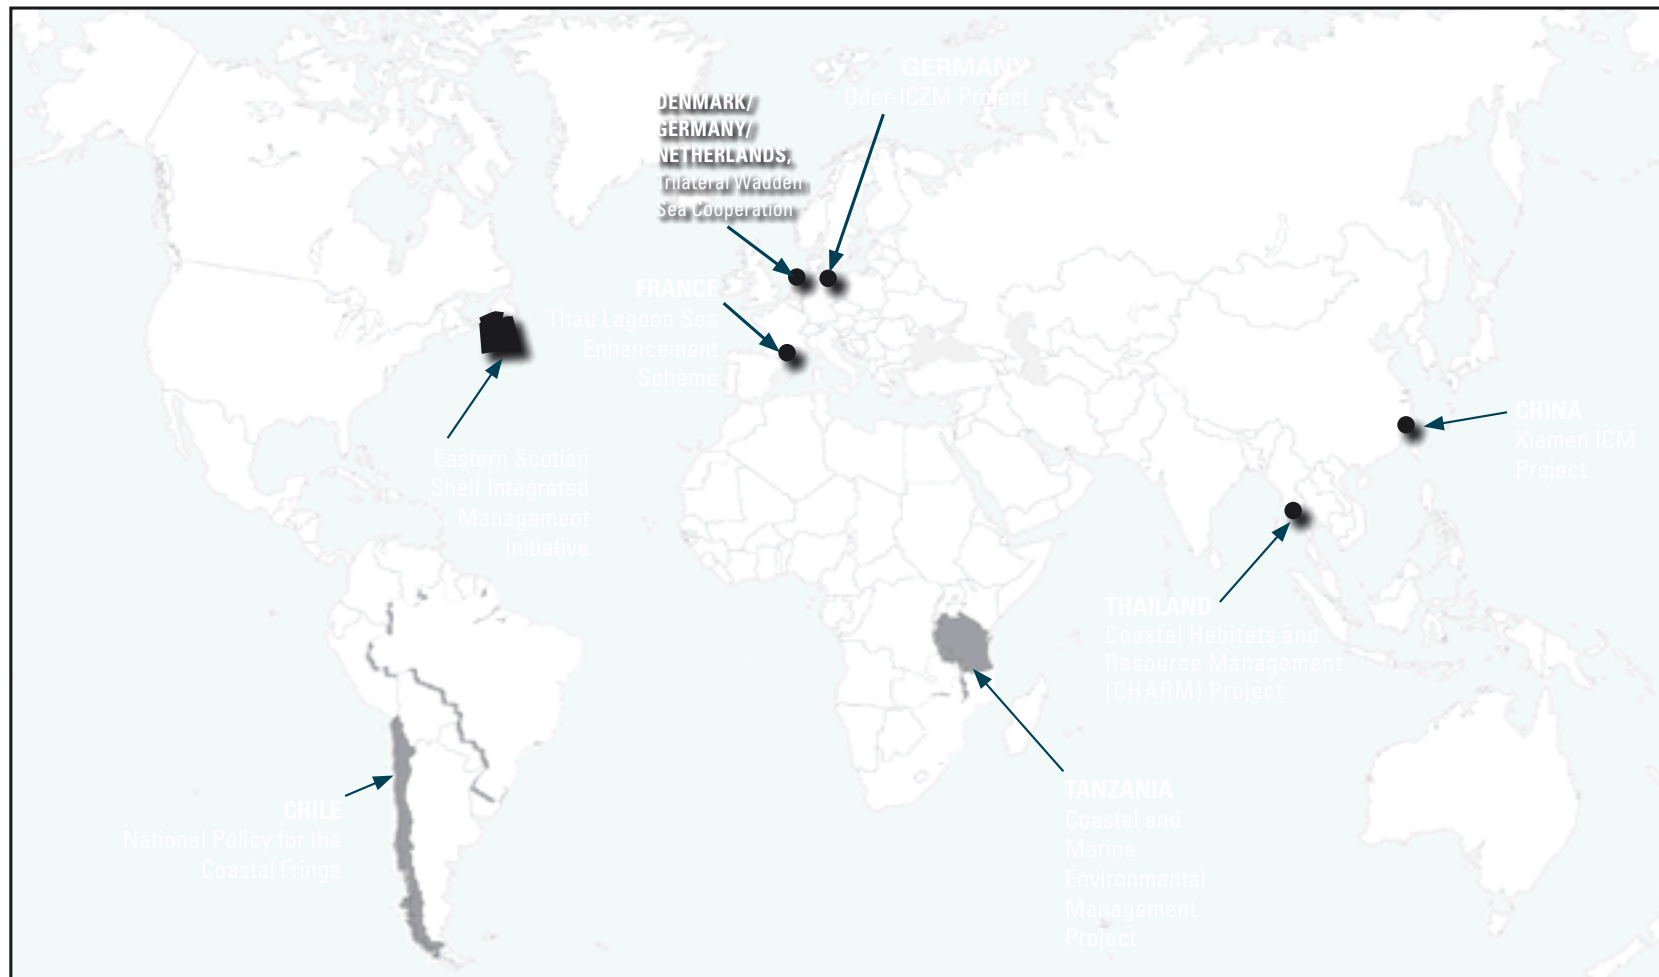 GERMANY
Oder-ICZM Project
DENMARK/
GERMANY/
NETHERLANDS,
Trilateral Wadden
Sea Cooperation
FRANCE
Thau Lagoon Sea
Enhancement
Scheme
CHINA
Xiamen ICM
Project
Eastern Scotian
Shelf Integrated
Management
Initiative
THAILAND
Coastal Habitats and
Resource Management
(CHARM) Project
TANZANIA
Coastal and
Marine
Environmental
Management
Project
CHILE
National Policy for the
Coastal Fringe